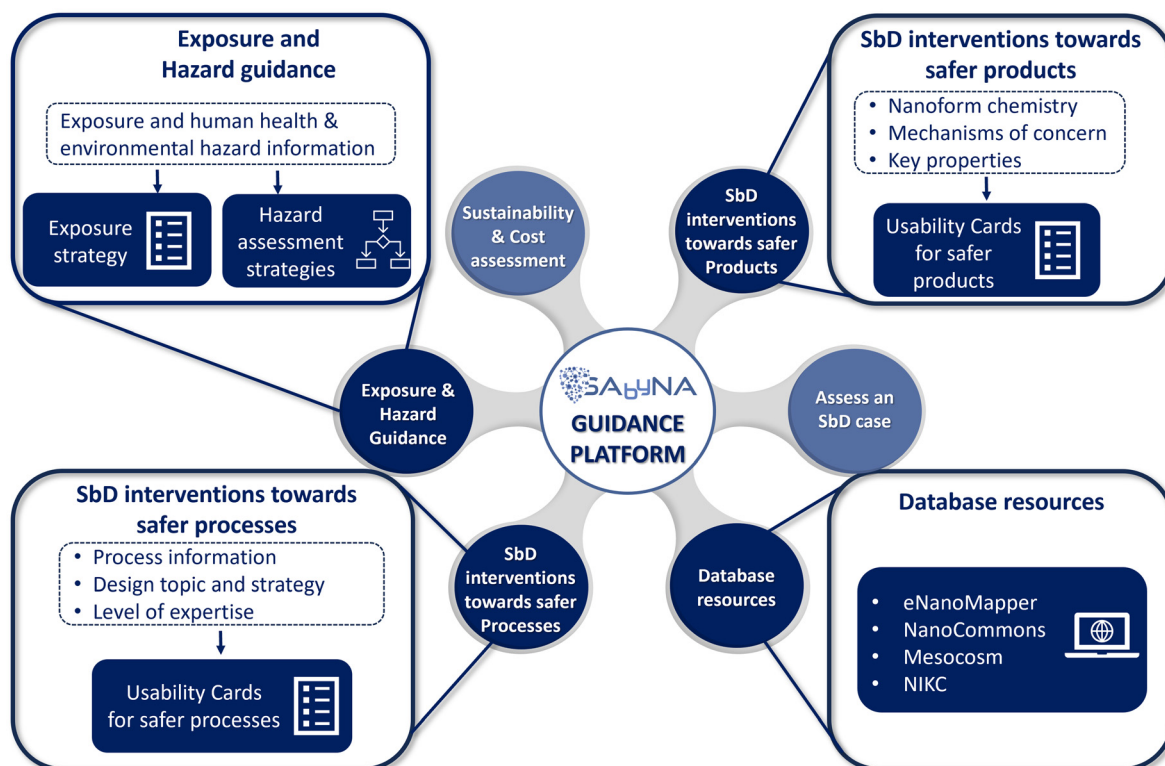 Exposure and
Hazard guidance
Exposure and human health &
environmental hazard information
Exposure
strategy
Hazard
assessment
strategies
SbD interventions towards
safer products
• Nanoform chemistry
• Mechanisms of concern
• Key properties
Usability Cards
for safer
products
Sustainability
& Cost
assessment
SbD
interventions
towards safer
Products
Exposure &
Hazard
Guidance
SAbyNA
GUIDANCE
PLATFORM
Assess an
SbD case
SbD interventions towards
safer processes
• Process information
• Design topic and strategy
• Level of expertise
Usability Cards
for safer processes
SbD
interventions
towards safer
Processes
Database
resources
Database resources
• eNanoMapper
• NanoCommons
• Mesocosm
• NIKC